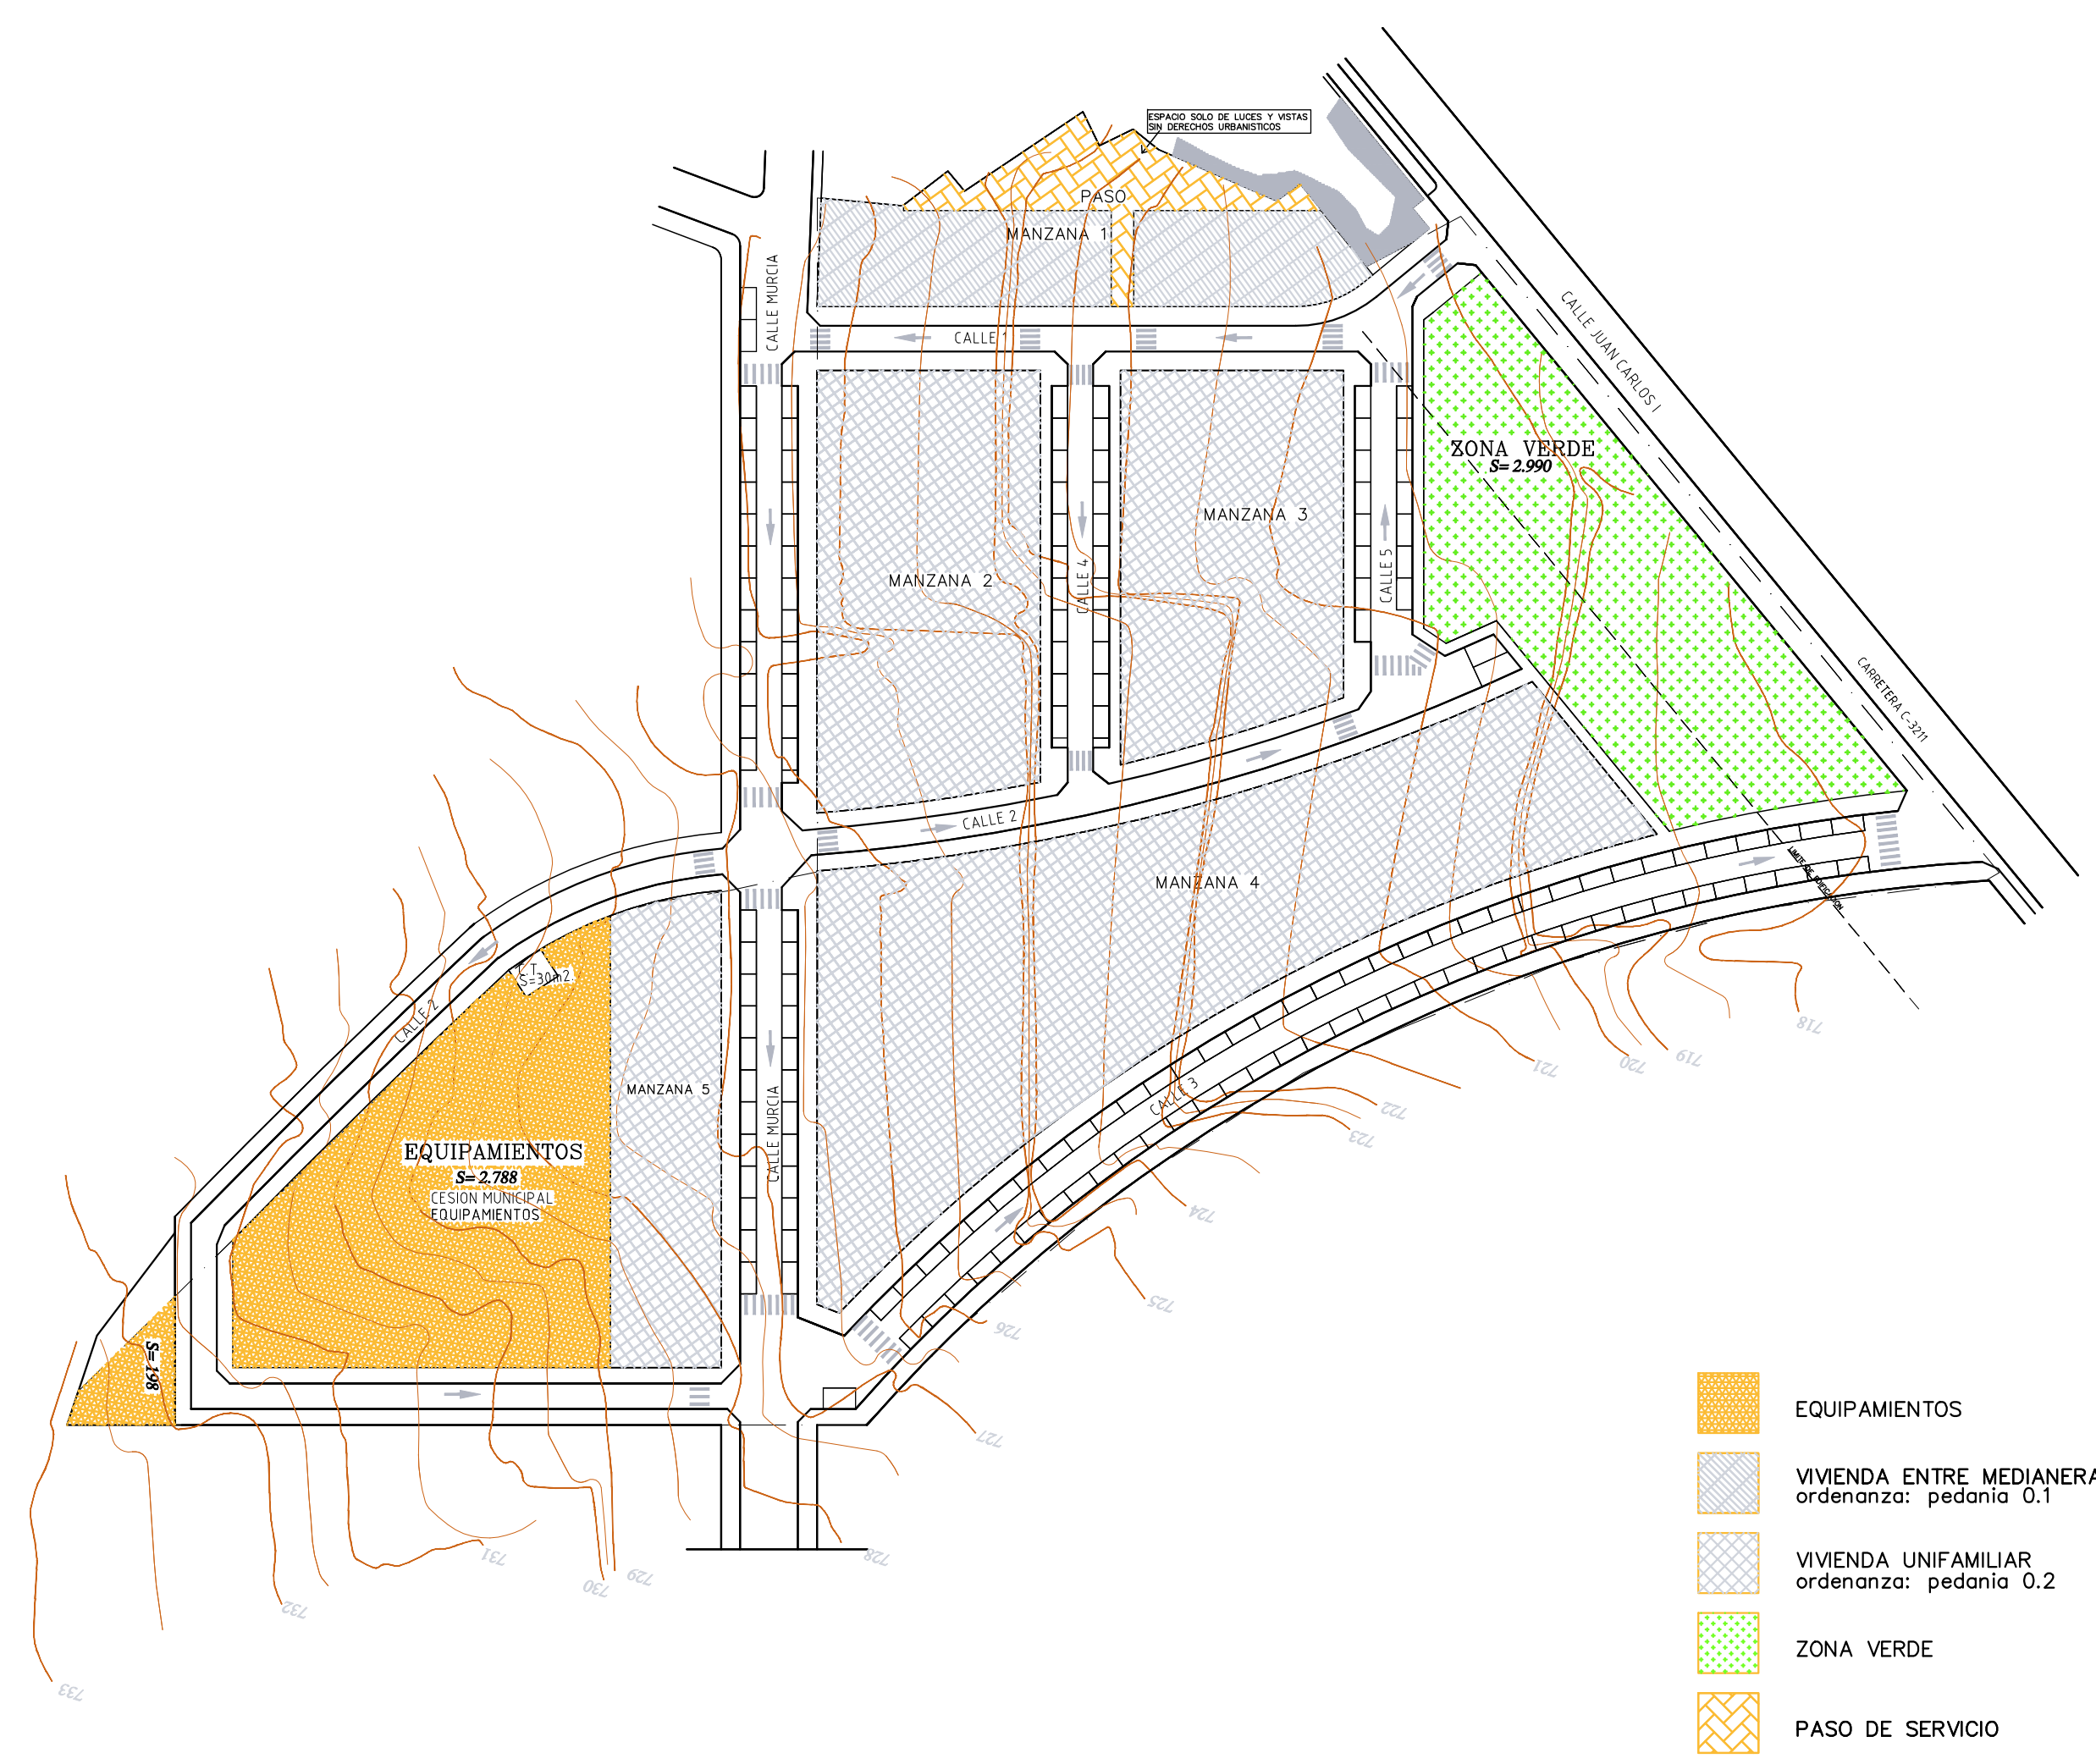 ESPACIO SOLO DE LUCES Y VISTAS
SIN DERECHOS URBANISTICOS
PASO
MANZANA 1
CALLE MURCIA
CALLE 1
CALLE JUAN CARLOS I
ZONA VERDE
S= 2.990
MANZANA 3
MANZANA 2
CALLE 4
CALLE 5
CARRETERA C-3211
CALLE 2
MANZANA 4
LIMITE DE EDIFICACION
C.T.
S=30m2.
CALLE 2
MANZANA 5
CALLE MURCIA
CALLE 3
EQUIPAMIENTOS
S= 2.788
CESION MUNICIPAL
EQUIPAMIENTOS
S= 198
718
719
720
721
722
723
724
725
726
727
728
729
730
731
732
733
EQUIPAMIENTOS
VIVIENDA ENTRE MEDIANERA
ordenanza: pedania 0.1
VIVIENDA UNIFAMILIAR
ordenanza: pedania 0.2
ZONA VERDE
PASO DE SERVICIO